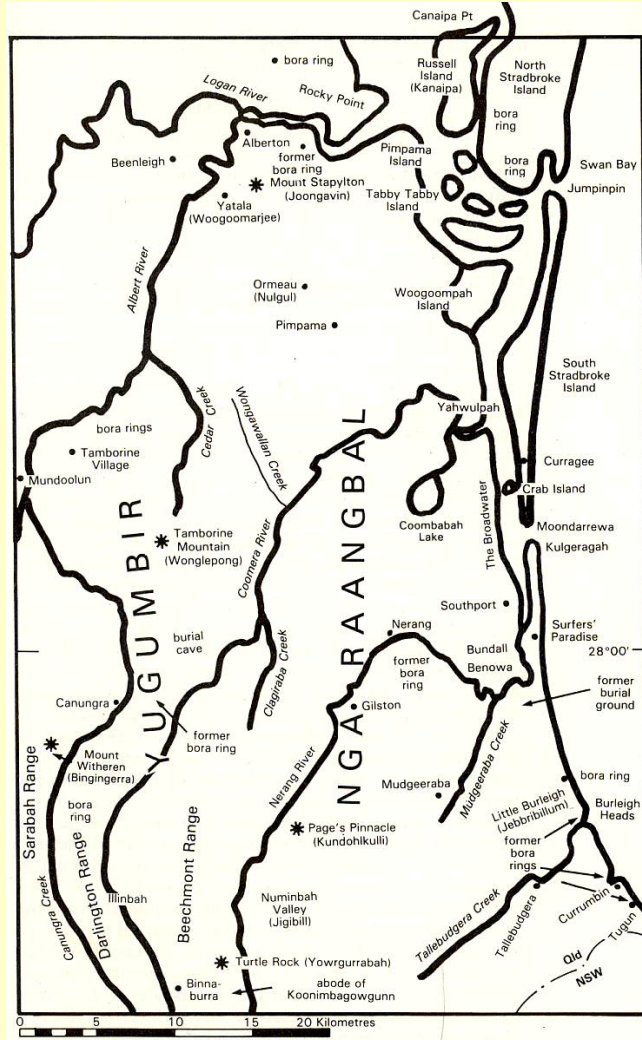 Canaipa Pt
bora ring
Russell
Island
(Kanaipa)
North
Stradbroke
Island
Logan River
Rocky Point
bora
ring
Alberton
former
bora ring
Pimpama
Island
bora
ring
Swan Bay
Beenleigh
Mount Stapylton
(Joongavin)
Tabby Tabby
Island
Jumpinpin
Yatala
(Woogoomarjee)
Albert River
Ormeau
(Nulgul)
Woogoompah
Island
Pimpama
South
Stradbroke
Island
Cedar Creek
Wongawallan Creek
Yahwulpah
bora rings
Tamborine
Village
Curragee
Mundoolun
Crab Island
Coombabah
Lake
The Broadwater
Moondarrewa
Tamborine
Mountain
(Wonglepong)
Coomera River
Kulgeragah
YUGUMBIR
NGARAANGBAL
Southport
Nerang
Surfers'
Paradise
burial
cave
Clagiraba Creek
former
bora
ring
Bundall
Benowa
28°00'
Canungra
former
bora ring
Gilston
former
burial
ground
Sarabah Range
Mount
Witheren
(Bingingerra)
Nerang River
Mudgeeraba
Mudgeeraba Creek
bora ring
bora
ring
Little Burleigh
(Jebbribillum)
Burleigh
Heads
Page's Pinnacle
(Kundohlkulli)
former
bora
rings
Canungra Creek
Darlington Range
Illinbah
Beechmont Range
Numinbah
Valley
(Jigibill)
Tallebudgera Creek
Tallebudgera
Currumbin
Tugun
Turtle Rock (Yowrgurrabah)
Qld
NSW
Binna-
burra
abode of
Koonimbagowgunn
0 5 10 15 20 Kilometres